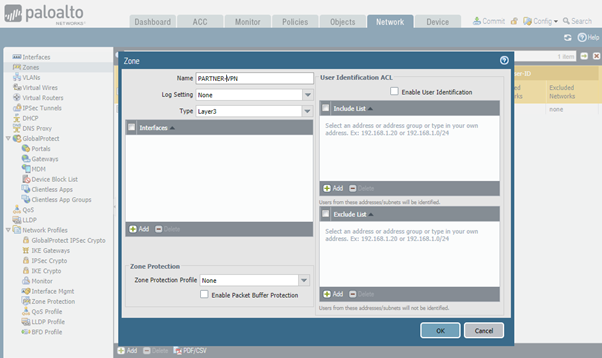 paloalto
NETWORKS
Dashboard
ACC
Monitor
Policies
Objects
Network
Device
Commit
Config
Search
Help
Interfaces
Zones
VLANs
Virtual Wires
Virtual Routers
IPSec Tunnels
DHCP
DNS Proxy
GlobalProtect
Portals
Gateways
MDM
Device Block List
Clientless Apps
Clientless App Groups
QoS
LLDP
Network Profiles
GlobalProtect IPSec Crypto
IKE Gateways
IPSec Crypto
IKE Crypto
Monitor
Interface Mgmt
Zone Protection
QoS Profile
LLDP Profile
BFD Profile
1 item
Excluded
Networks
none
Zone
Name PARTNER-VPN
Log Setting None
Type Layer3
Interfaces
Add Delete
Zone Protection
Zone Protection Profile None
Enable Packet Buffer Protection
User Identification ACL
Enable User Identification
Include List
Select an address or address group or type in your own
address. Ex: 192.168.1.20 or 192.168.1.0/24
Add Delete
Users from these addresses/subnets will be identified.
Exclude List
Select an address or address group or type in your own
address. Ex: 192.168.1.20 or 192.168.1.0/24
Add Delete
Users from these addresses/subnets will not be identified.
OK Cancel
Add Delete PDF/CSV